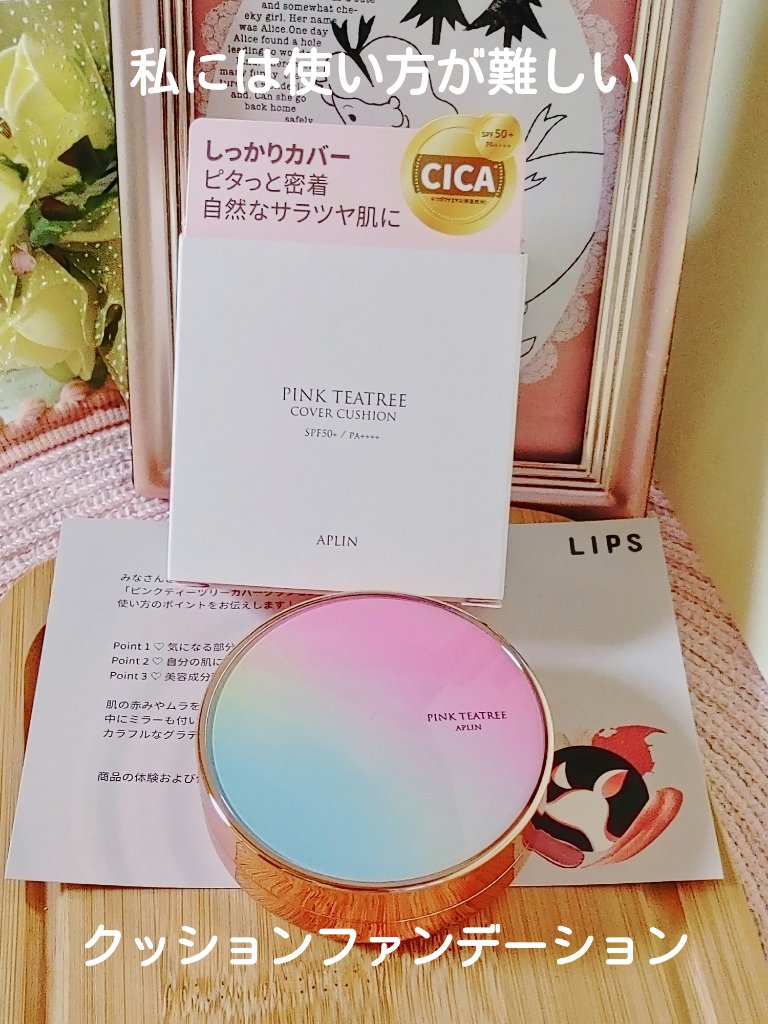 and somewhat che-
eky girl. Her name
was Alice.One day
Alice found a hole
back home
safely
私には使い方が難しい
しっかりカバー
ピタっと密着
自然なサラツヤ肌に
SPF 50+
PA++++
CICA
PINK TEATREE
COVER CUSHION
SPF50+ / PA++++
APLIN
LIPS
みなさん
「ピンクティーツリーカバークッ
使い方のポイントをお伝えします!
Point 1 ♡ 気になる部分
Point 2 ♡ 自分の肌に
Point 3 ♡ 美容成分
肌の赤みやムラを
中にミラーも付い
カラフルなグラデ
商品の体験および
PINK TEATREE
APLIN
クッションファンデーション